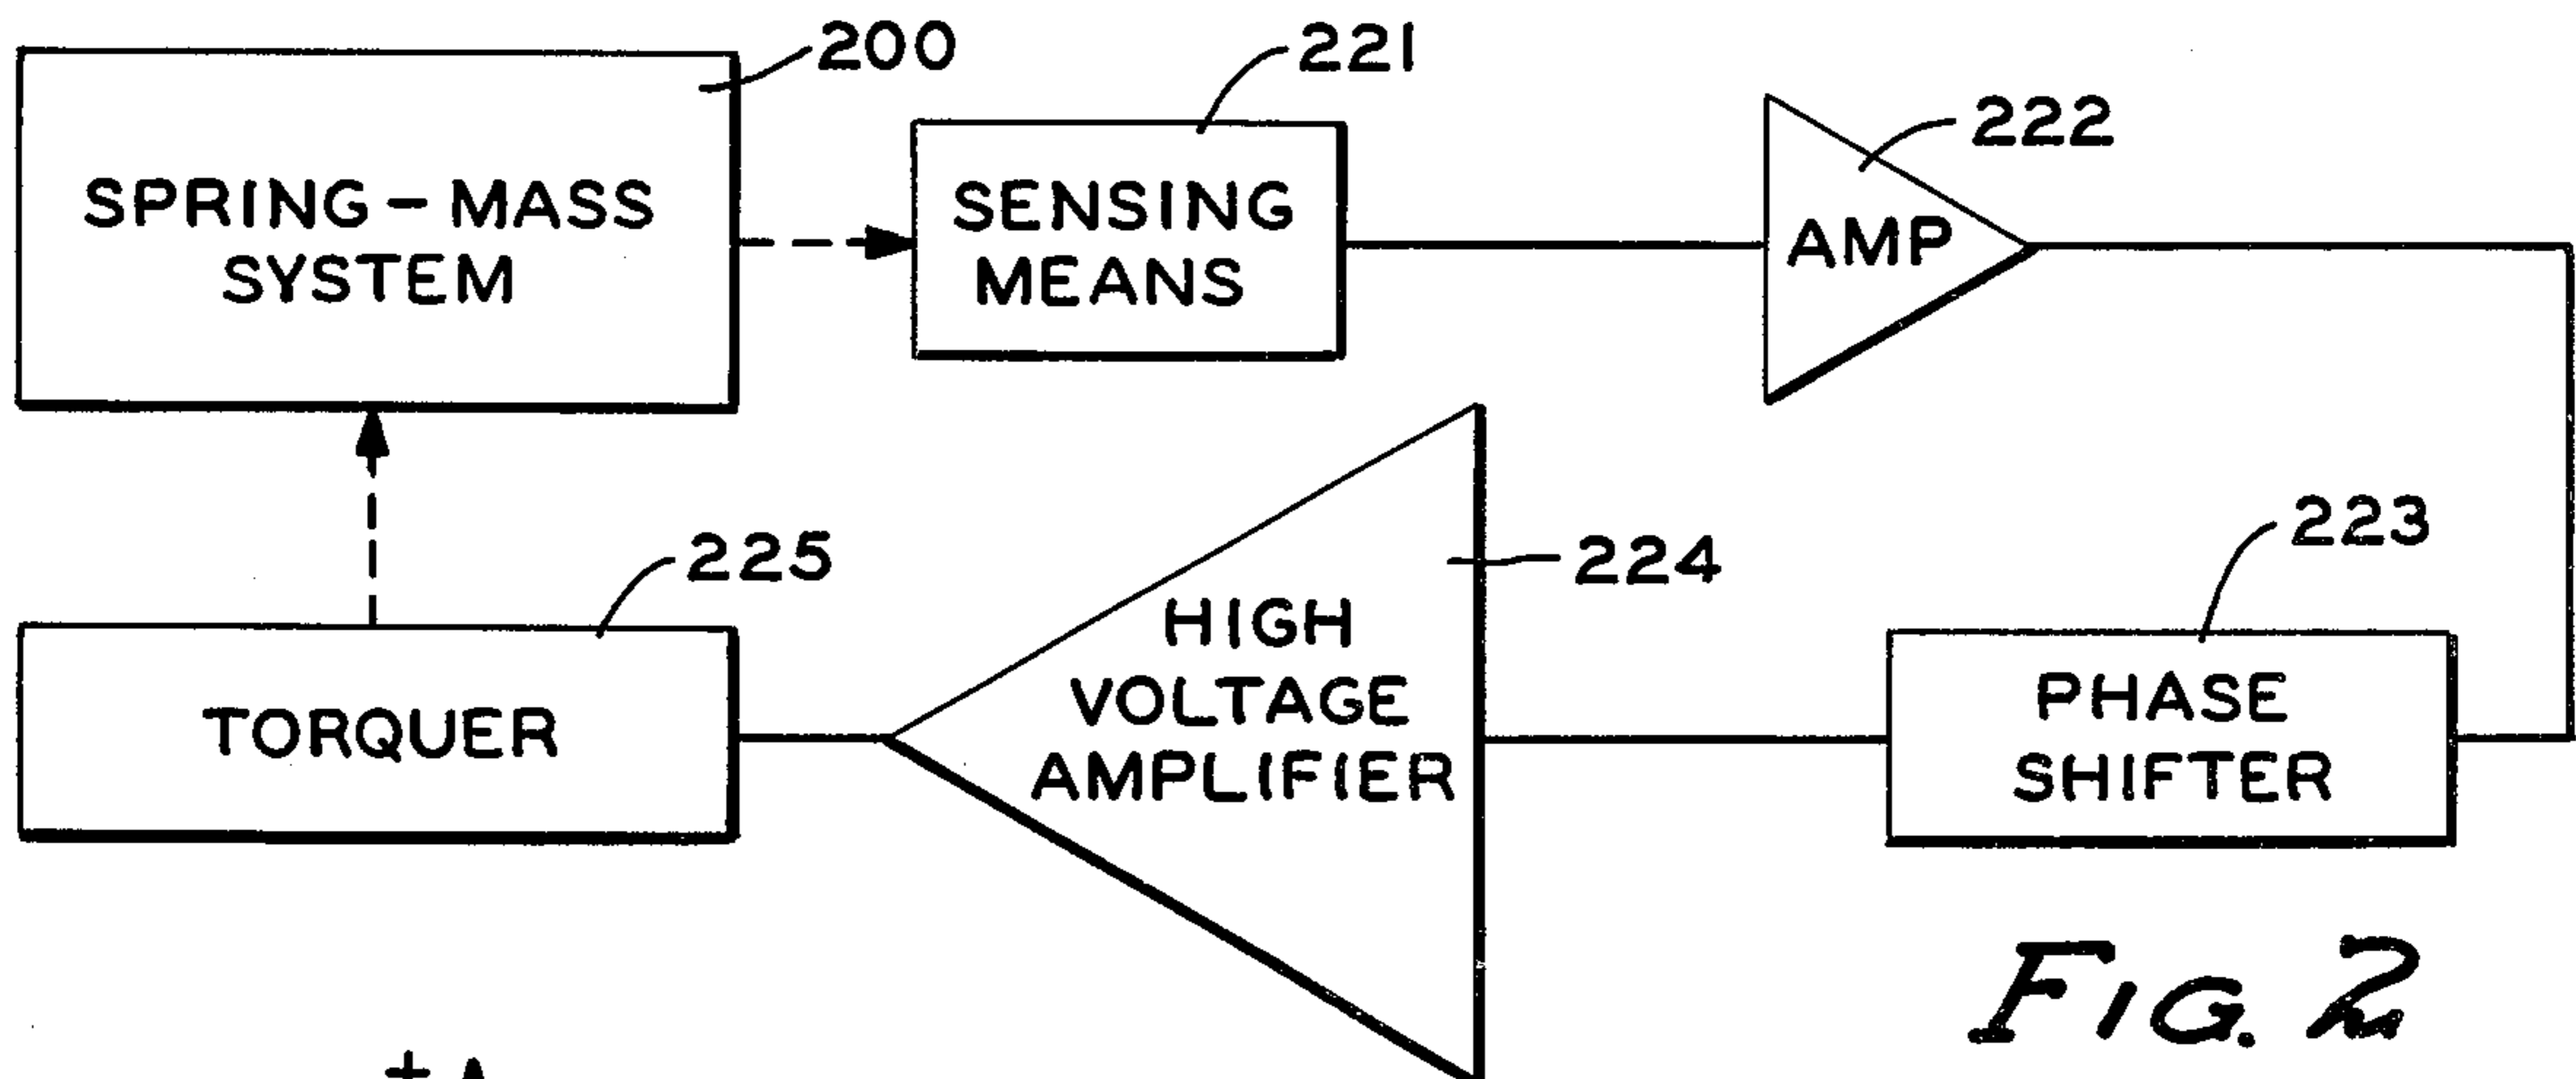 200
221
222
SPRING-MASS
SYSTEM
SENSING
MEANS
AMP
225
224
223
TORQUER
HIGH
VOLTAGE
AMPLIFIER
PHASE
SHIFTER
FIG. 2